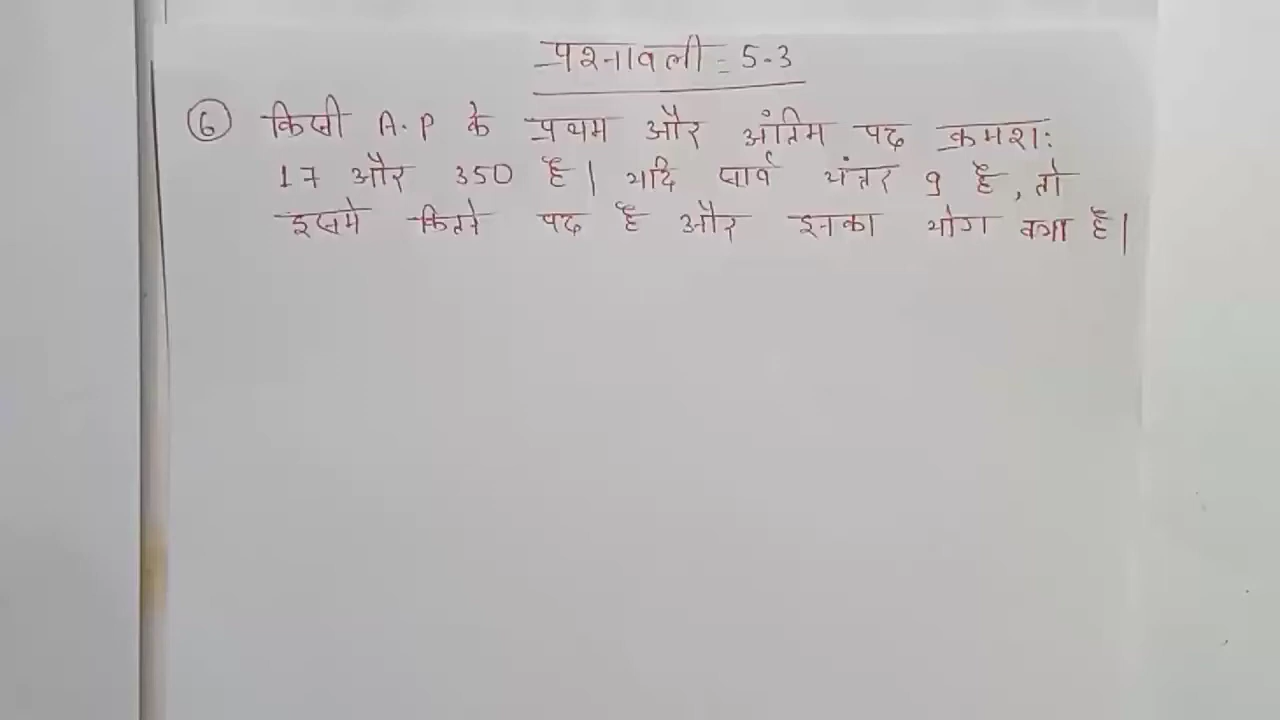 प्रश्नावली = 5.3
6 किसी A.P के प्रथम और अंतिम पद क्रमश:
17 और 350 है। यदि सार्व अंतर 9 है, तो
इसमे कितने पद है और इनका योग क्या है।